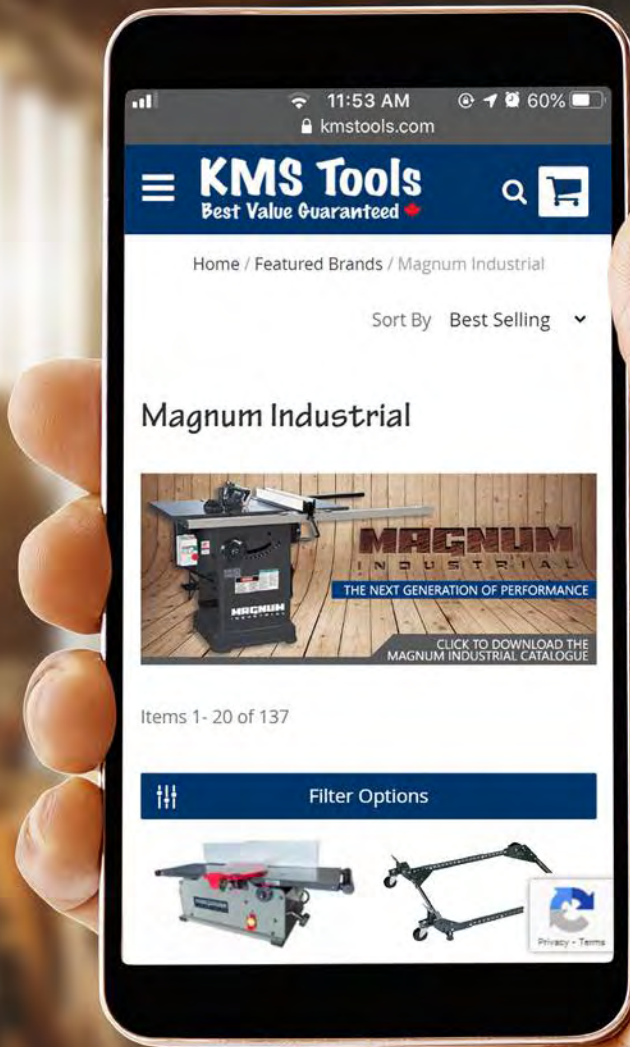 11:53 AM
60%
kmstools.com
KMS Tools
Best Value Guaranteed
Home / Featured Brands / Magnum Industrial
Sort By Best Selling
Magnum Industrial
MAGNUM
INDUSTRIAL
THE NEXT GENERATION OF PERFORMANCE
MAGNUM
INDUSTRIAL
CLICK TO DOWNLOAD THE
MAGNUM INDUSTRIAL CATALOGUE
Items 1- 20 of 137
Filter Options
Privacy - Terms